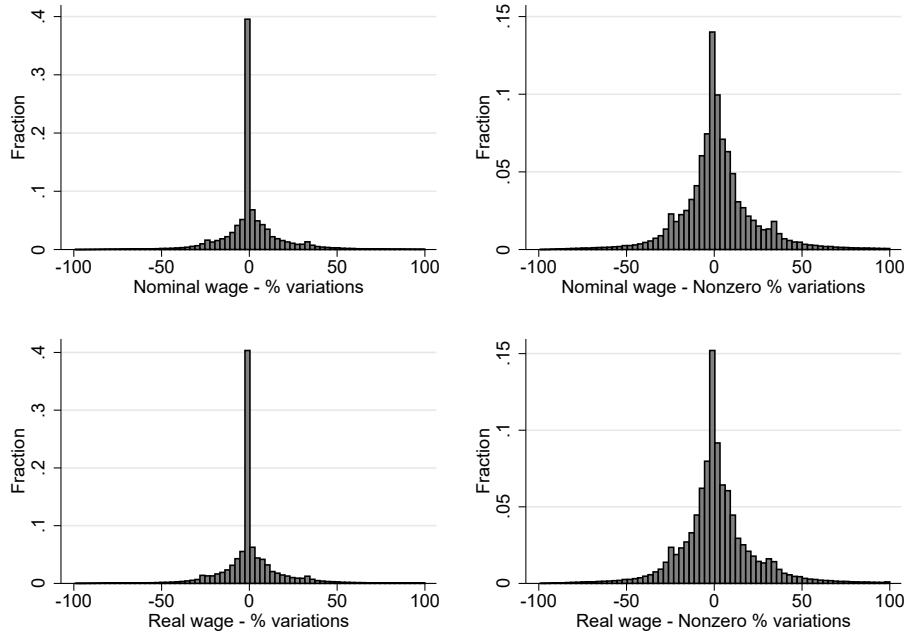 Fraction
.4
.3
.2
.1
0
-100 -50 0 50 100
Nominal wage - % variations
Fraction
.15
.1
.05
0
-100 -50 0 50 100
Nominal wage - Nonzero % variations
Fraction
.4
.3
.2
.1
0
-100 -50 0 50 100
Real wage - % variations
Fraction
.15
.1
.05
0
-100 -50 0 50 100
Real wage - Nonzero % variations